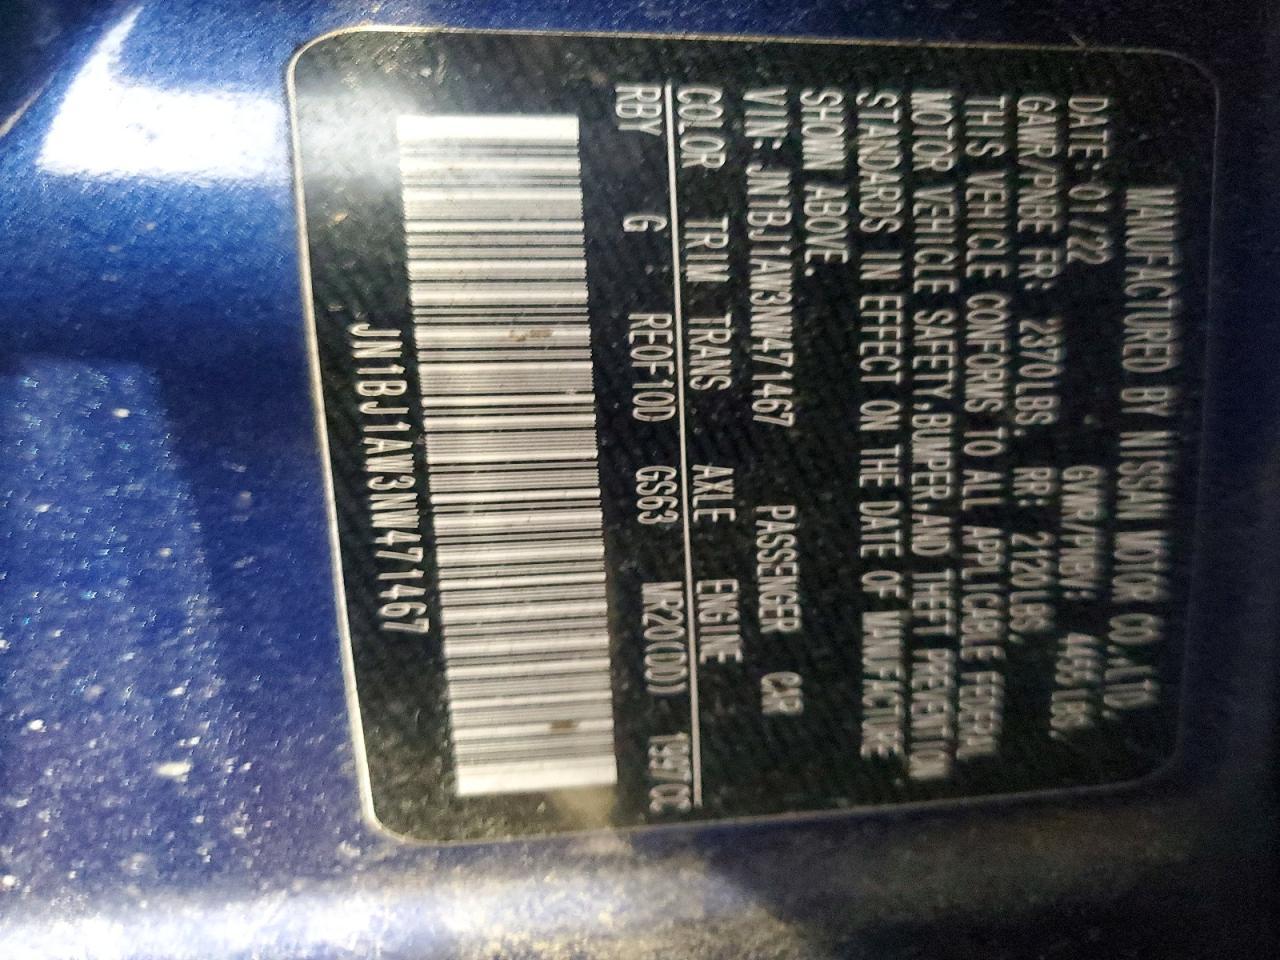 MANUFACTURED BY NISSAN MOTOR CO.,LTD.
DATE: 01/22 GVWR/PNBV: 4455 LBS.
GAWR/PNBE FR: 2370LBS. RR: 2120LBS.
THIS VEHICLE CONFORMS TO ALL APPLICABLE FEDERAL
MOTOR VEHICLE SAFETY,BUMPER,AND THEFT PREVENTION
STANDARDS IN EFFECT ON THE DATE OF MANUFACTURE
SHOWN ABOVE.
VIN: JN1BJ1AW3NW471467 PASSENGER CAR
COLOR TRIM TRANS AXLE ENGINE
RBY G RE0F10D GS63 MR20(DD) 1997CC
JN1BJ1AW3NW471467